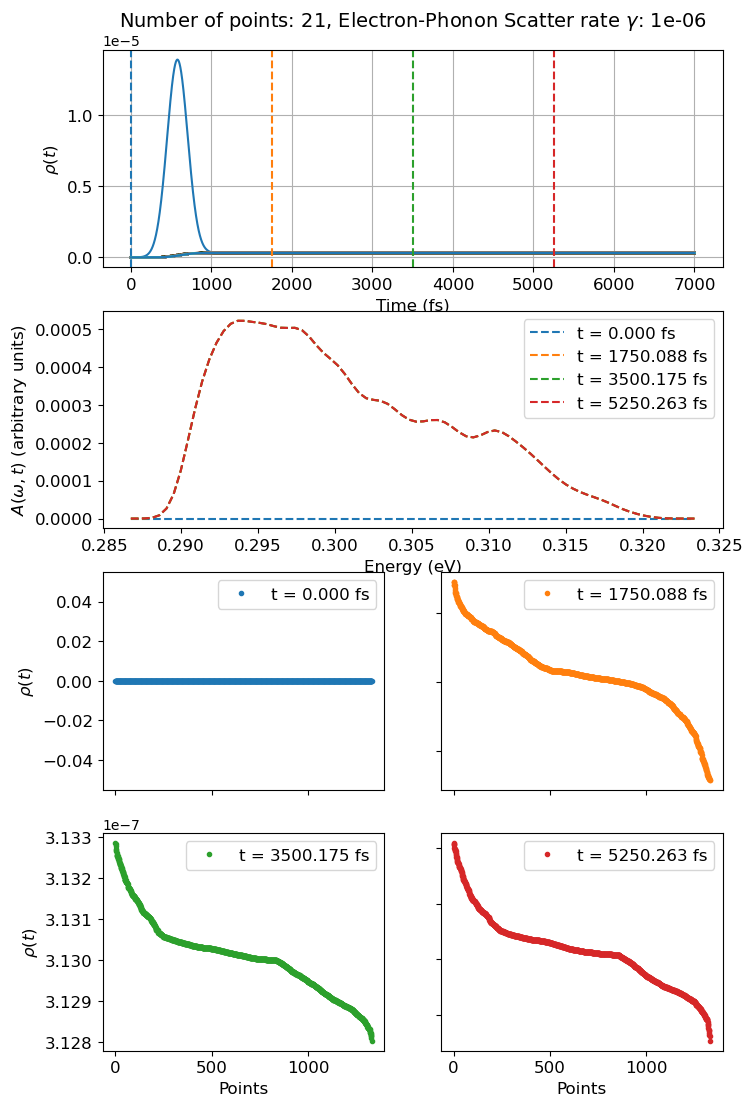 Number of points: 21, Electron-Phonon Scatter rate γ: 1e-06
1e−5
1.0
0.5
0.0
ρ(t)
0 1000 2000 3000 4000 5000 6000 7000
Time (fs)
0.0005
0.0004
0.0003
0.0002
0.0001
0.0000
A(ω, t) (arbitrary units)
t = 0.000 fs
t = 1750.088 fs
t = 3500.175 fs
t = 5250.263 fs
0.285 0.290 0.295 0.300 0.305 0.310 0.315 0.320 0.325
Energy (eV)
0.04
0.02
0.00
−0.02
−0.04
ρ(t)
t = 0.000 fs
t = 1750.088 fs
1e−7
3.133
3.132
3.131
3.130
3.129
3.128
ρ(t)
t = 3500.175 fs
t = 5250.263 fs
0 500 1000
Points
0 500 1000
Points